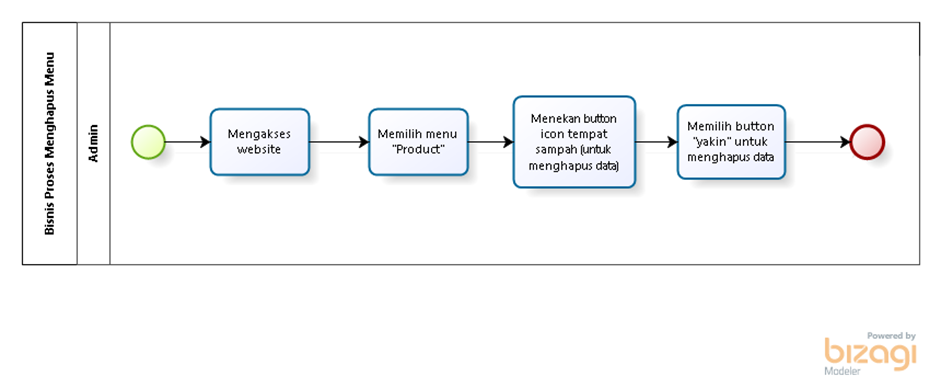 Bisnis Proses Menghapus Menu
Admin
Mengakses
website
Memilih menu
"Product"
Menekan button
icon tempat
sampah (untuk
menghapus data)
Memilih button
"yakin" untuk
menghapus data
Powered by
bizagi
Modeler